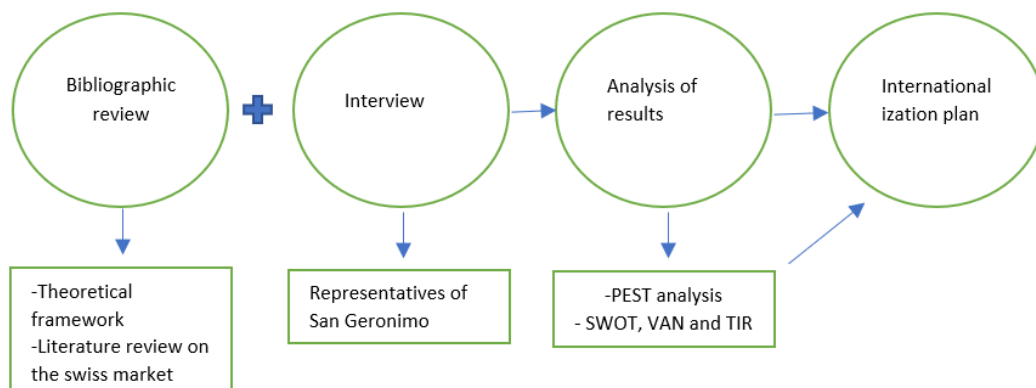 Bibliographic
review
Interview
Analysis of
results
International
ization plan
-Theoretical
framework
-Literature review on
the swiss market
Representatives of
San Geronimo
-PEST analysis
- SWOT, VAN and TIR